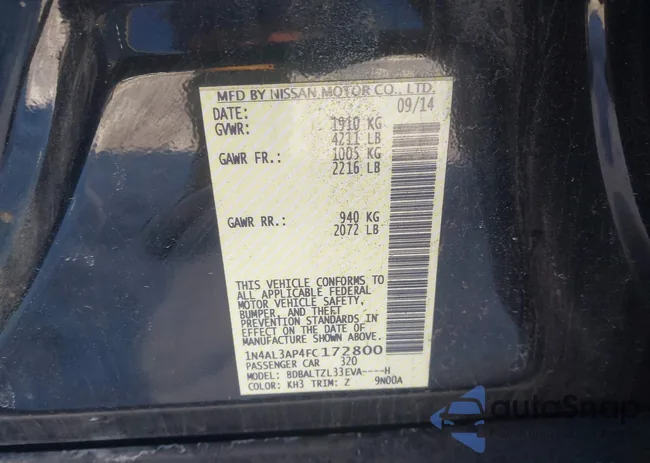 MFD BY NISSAN MOTOR CO., LTD.
DATE: 09/14
GVWR: 1910 KG
4211 LB
GAWR FR.: 1005 KG
2216 LB
GAWR RR.: 940 KG
2072 LB
THIS VEHICLE CONFORMS TO
ALL APPLICABLE FEDERAL
MOTOR VEHICLE SAFETY,
BUMPER, AND THEFT
PREVENTION STANDARDS IN
EFFECT ON THE DATE OF
MANUFACTURE SHOWN ABOVE.
1N4AL3AP4FC172800
PASSENGER CAR 320
MODEL: BDBALTZL33EVA----H
COLOR: KH3 TRIM: Z 9N00A
autoSnap